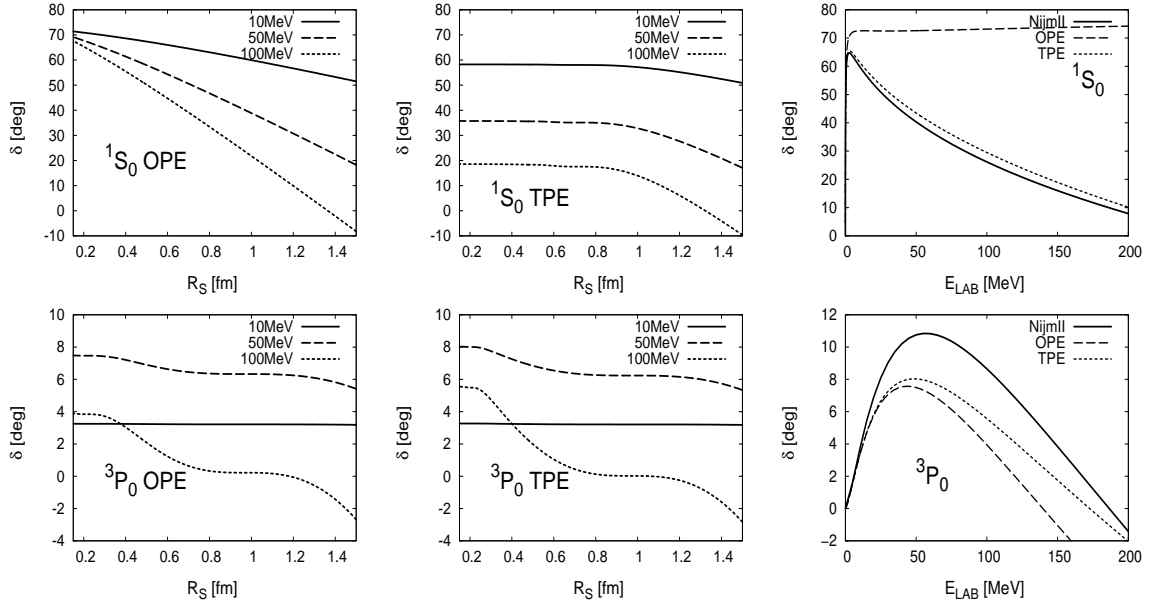 δ [deg]
80
70
60
50
40
30
20
10
0
-10
10MeV
50MeV
100MeV
¹S₀ OPE
0.2 0.4 0.6 0.8 1 1.2 1.4
R_S [fm]
δ [deg]
80
70
60
50
40
30
20
10
0
-10
10MeV
50MeV
100MeV
¹S₀ TPE
0.2 0.4 0.6 0.8 1 1.2 1.4
R_S [fm]
δ [deg]
80
70
60
50
40
30
20
10
0
NijmII
OPE
TPE
¹S₀
0 50 100 150 200
E_LAB [MeV]
δ [deg]
10
8
6
4
2
0
-2
-4
10MeV
50MeV
100MeV
³P₀ OPE
0.2 0.4 0.6 0.8 1 1.2 1.4
R_S [fm]
δ [deg]
10
8
6
4
2
0
-2
-4
10MeV
50MeV
100MeV
³P₀ TPE
0.2 0.4 0.6 0.8 1 1.2 1.4
R_S [fm]
δ [deg]
12
10
8
6
4
2
0
−2
NijmII
OPE
TPE
³P₀
0 50 100 150 200
E_LAB [MeV]